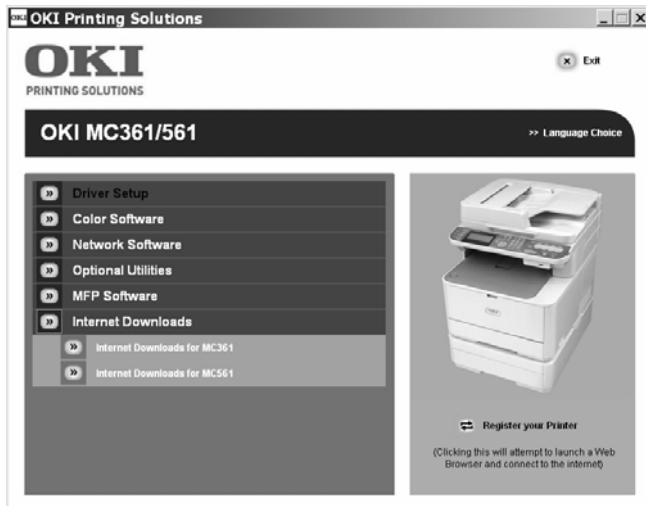 OKI OKI Printing Solutions
OKI
PRINTING SOLUTIONS
Exit
OKI MC361/561
>> Language Choice
Driver Setup
Color Software
Network Software
Optional Utilities
MFP Software
Internet Downloads
Internet Downloads for MC361
Internet Downloads for MC561
OKI
Register your Printer
(Clicking this will attempt to launch a Web
Browser and connect to the internet)